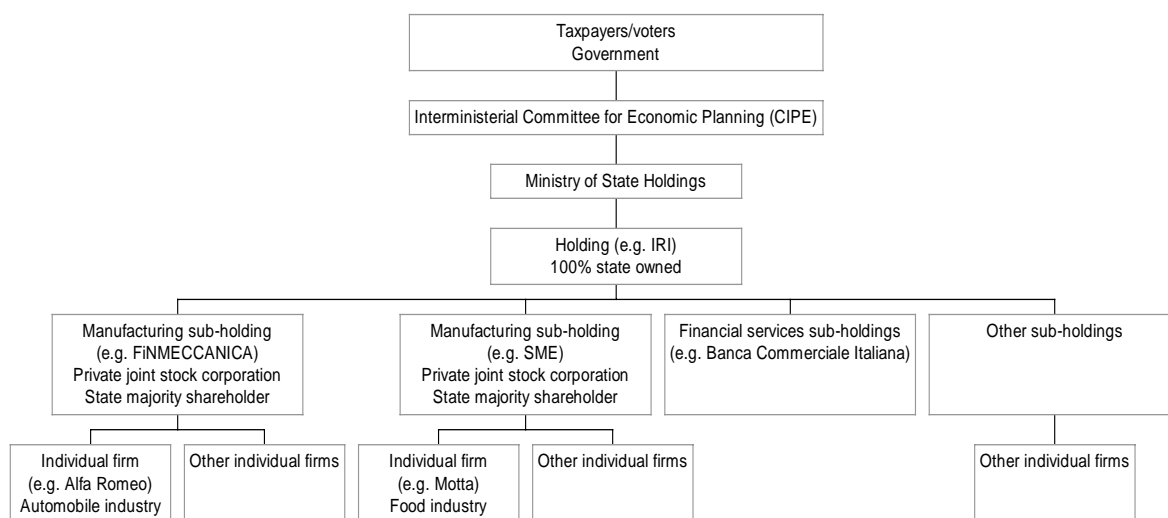 Taxpayers/voters
Government
Interministerial Committee for Economic Planning (CIPE)
Ministry of State Holdings
Holding (e.g. IRI)
100% state owned
Manufacturing sub-holding
(e.g. FiNMECCANICA)
Private joint stock corporation
State majority shareholder
Manufacturing sub-holding
(e.g. SME)
Private joint stock corporation
State majority shareholder
Financial services sub-holdings
(e.g. Banca Commerciale Italiana)
Other sub-holdings
Individual firm
(e.g. Alfa Romeo)
Automobile industry
Other individual firms
Individual firm
(e.g. Motta)
Food industry
Other individual firms
Other individual firms